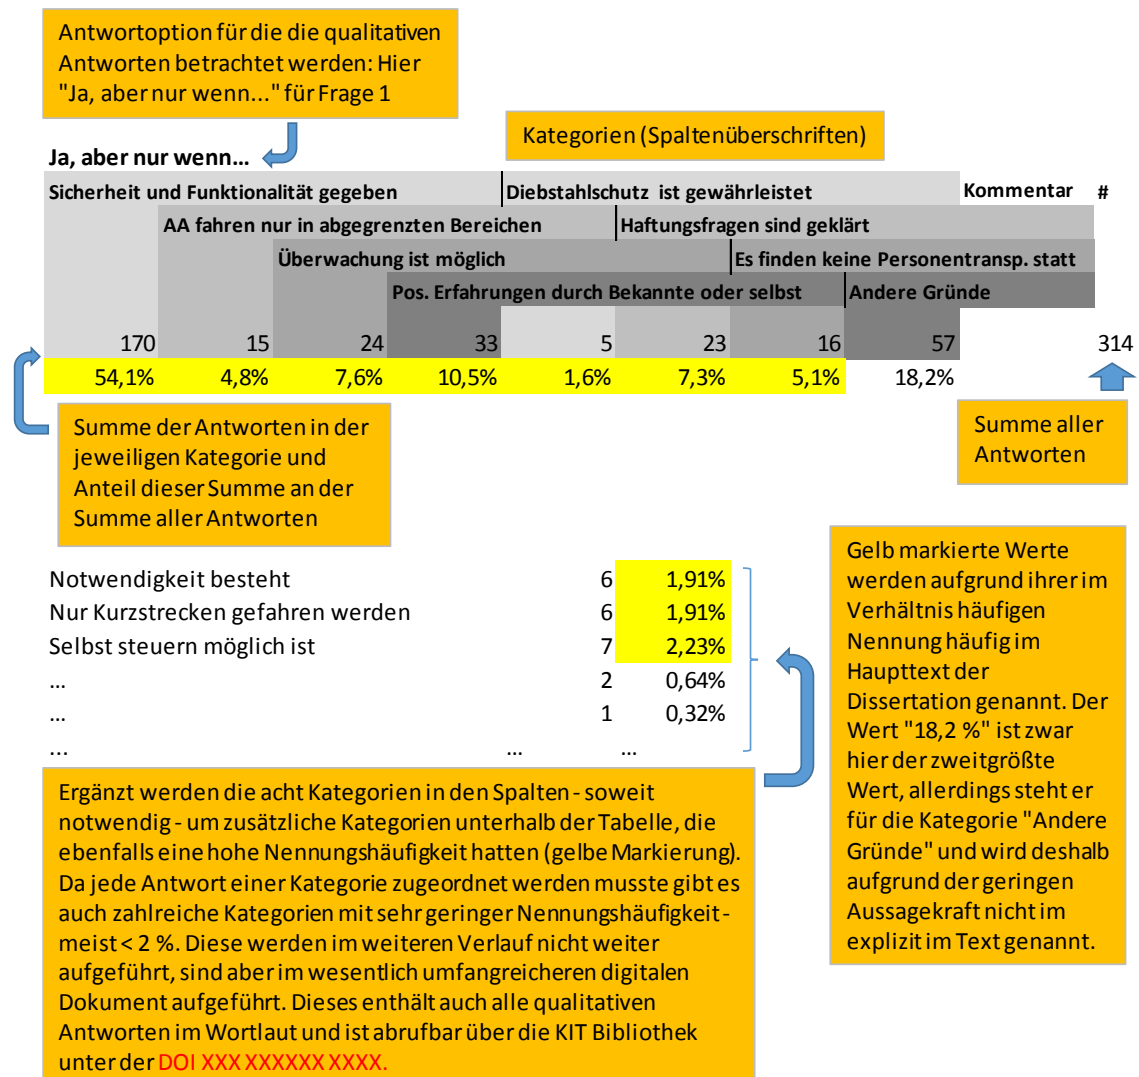 Antwortoption für die die qualitativen
Antworten betrachtet werden: Hier
"Ja, aber nur wenn..." für Frage 1
Kategorien (Spaltenüberschriften)
Ja, aber nur wenn...
Sicherheit und Funktionalität gegeben Diebstahlschutz ist gewährleistet Kommentar #
AA fahren nur in abgegrenzten Bereichen Haftungsfragen sind geklärt
Überwachung ist möglich Es finden keine Personentransp. statt
Pos. Erfahrungen durch Bekannte oder selbst Andere Gründe
170 15 24 33 5 23 16 57 314
54,1% 4,8% 7,6% 10,5% 1,6% 7,3% 5,1% 18,2%
Summe der Antworten in der
jeweiligen Kategorie und
Anteil dieser Summe an der
Summe aller Antworten
Summe aller
Antworten
Notwendigkeit besteht 6 1,91%
Nur Kurzstrecken gefahren werden 6 1,91%
Selbst steuern möglich ist 7 2,23%
... 2 0,64%
... 1 0,32%
... ... ...
Gelb markierte Werte
werden aufgrund ihrer im
Verhältnis häufigen
Nennung häufig im
Haupttext der
Dissertation genannt. Der
Wert "18,2 %" ist zwar
hier der zweitgrößte
Wert, allerdings steht er
für die Kategorie "Andere
Gründe" und wird deshalb
aufgrund der geringen
Aussagekraft nicht im
explizit im Text genannt.
Ergänzt werden die acht Kategorien in den Spalten - soweit
notwendig - um zusätzliche Kategorien unterhalb der Tabelle, die
ebenfalls eine hohe Nennungshäufigkeit hatten (gelbe Markierung).
Da jede Antwort einer Kategorie zugeordnet werden musste gibt es
auch zahlreiche Kategorien mit sehr geringer Nennungshäufigkeit -
meist < 2 %. Diese werden im weiteren Verlauf nicht weiter
aufgeführt, sind aber im wesentlich umfangreicheren digitalen
Dokument aufgeführt. Dieses enthält auch alle qualitativen
Antworten im Wortlaut und ist abrufbar über die KIT Bibliothek
unter der DOI XXX XXXXXX XXXX.